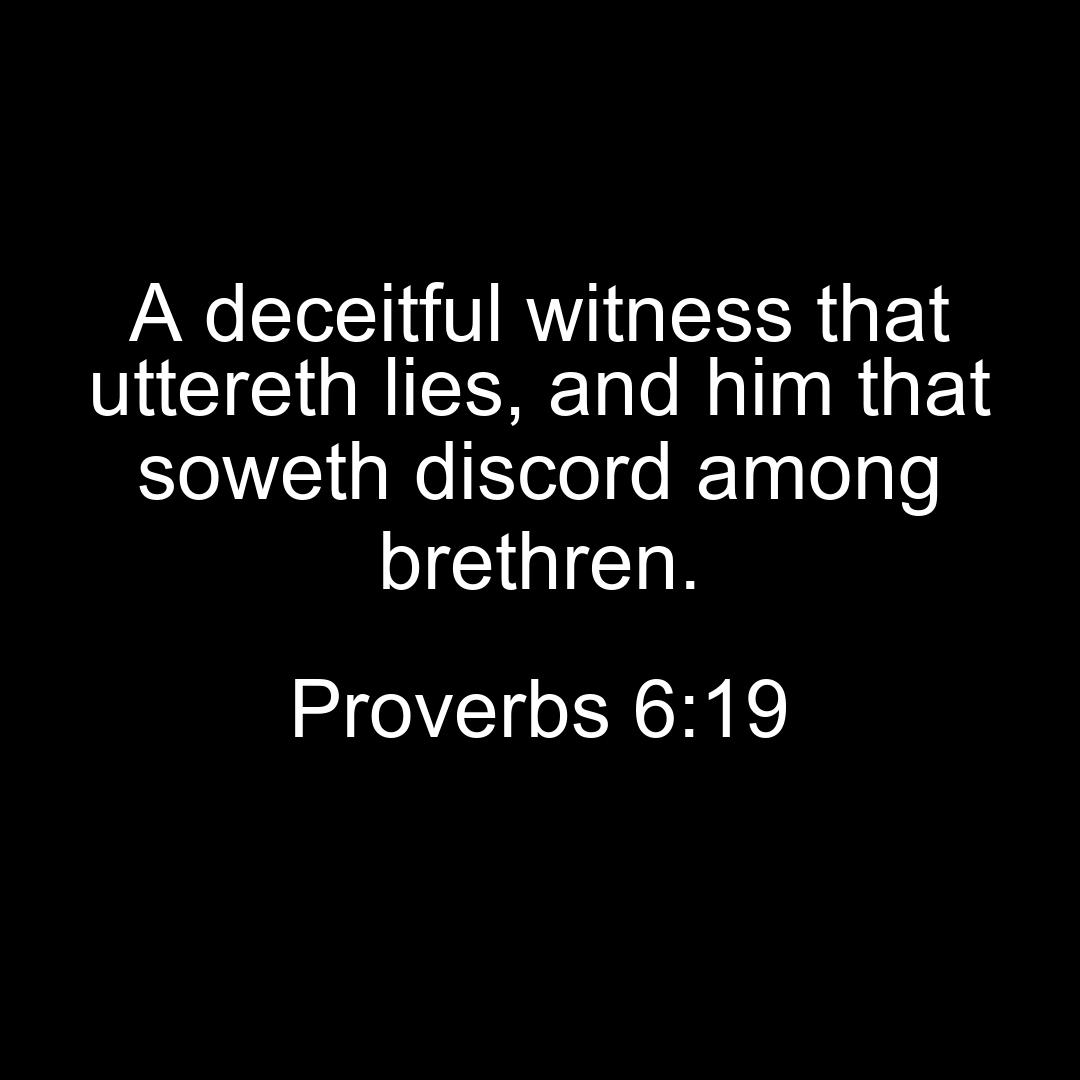 A deceitful witness that
uttereth lies, and him that
soweth discord among
brethren.
Proverbs 6:19